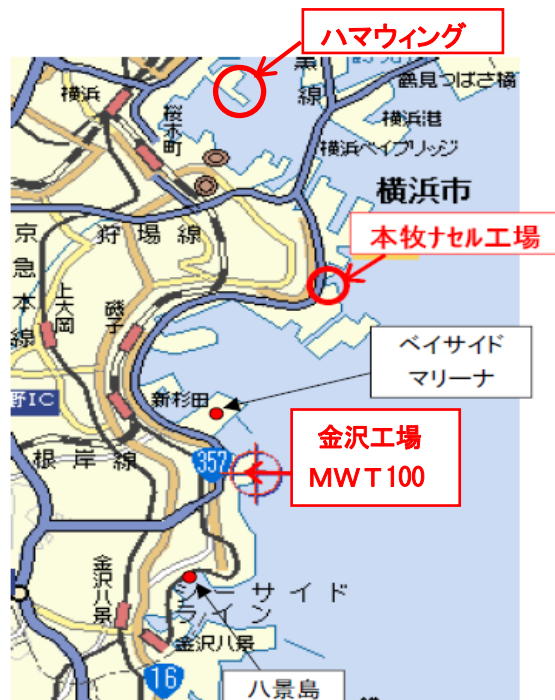 ハマウィング
黒
線
鶴見つばさ橋
横浜
桜木町
横浜港
横浜ベイブリッジ
横浜市
本牧ナセル工場
狩場線
京急本線
上大岡
磯子
ベイサイド
マリーナ
野IC
新杉田
金沢工場
MWT100
根岸線
357
金沢八景
シーサイド
ライン
金沢八景
16
八景島